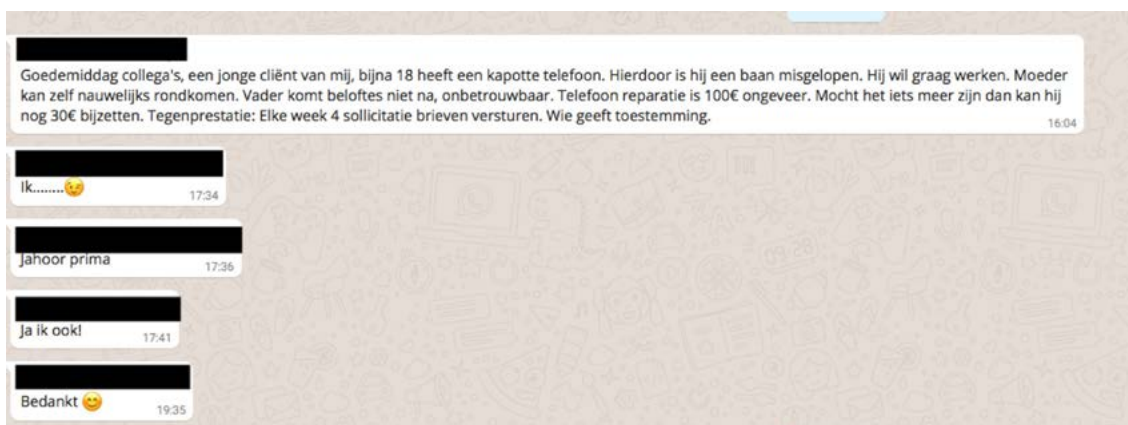 Goedemiddag collega's, een jonge cliënt van mij, bijna 18 heeft een kapotte telefoon. Hierdoor is hij een baan misgelopen. Hij wil graag werken. Moeder
kan zelf nauwelijks rondkomen. Vader komt beloftes niet na, onbetrouwbaar. Telefoon reparatie is 100€ ongeveer. Mocht het iets meer zijn dan kan hij
nog 30€ bijzetten. Tegenprestatie: Elke week 4 sollicitatie brieven versturen. Wie geeft toestemming.
16:04
Ik........😉
17:34
Jahoor prima
17:36
Ja ik ook!
17:41
Bedankt 😊
19:35